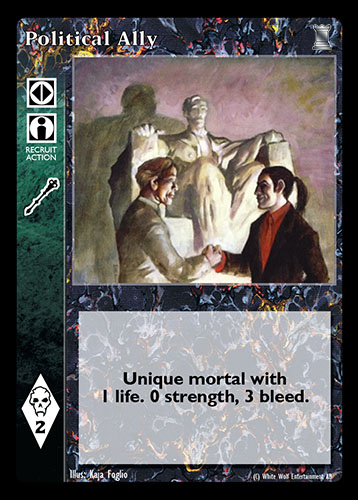 Political Ally
RECRUIT
ACTION
Unique mortal with
1 life. 0 strength, 3 bleed.
2
Illus: Kaja Foglio
(C) White Wolf Entertainment AB